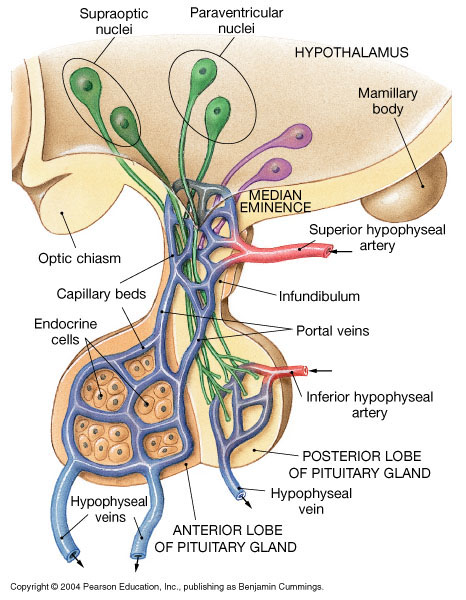 Supraoptic
nuclei
Paraventricular
nuclei
HYPOTHALAMUS
Mamillary
body
MEDIAN
EMINENCE
Superior hypophyseal
artery
Optic chiasm
Capillary beds
Infundibulum
Endocrine
cells
Portal veins
Inferior hypophyseal
artery
POSTERIOR LOBE
OF PITUITARY GLAND
Hypophyseal
veins
Hypophyseal
vein
ANTERIOR LOBE
OF PITUITARY GLAND
Copyright © 2004 Pearson Education, Inc., publishing as Benjamin Cummings.